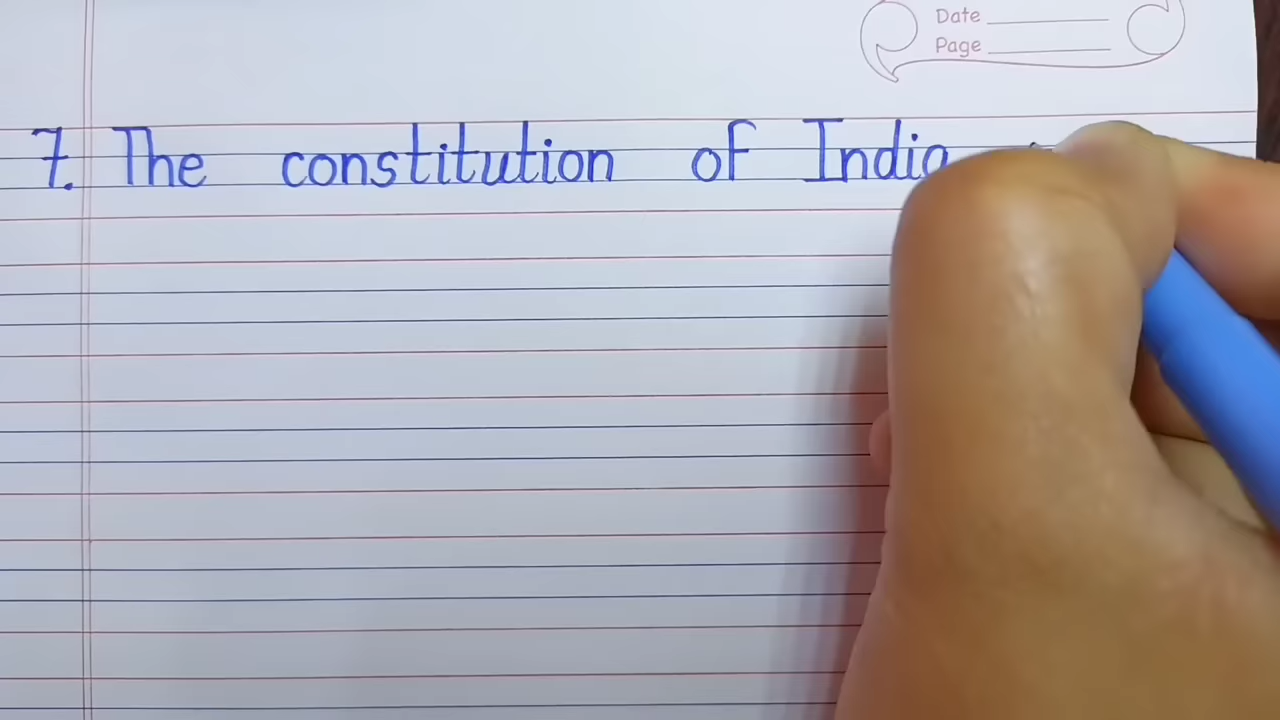 Date
Page
7. The constitution of India